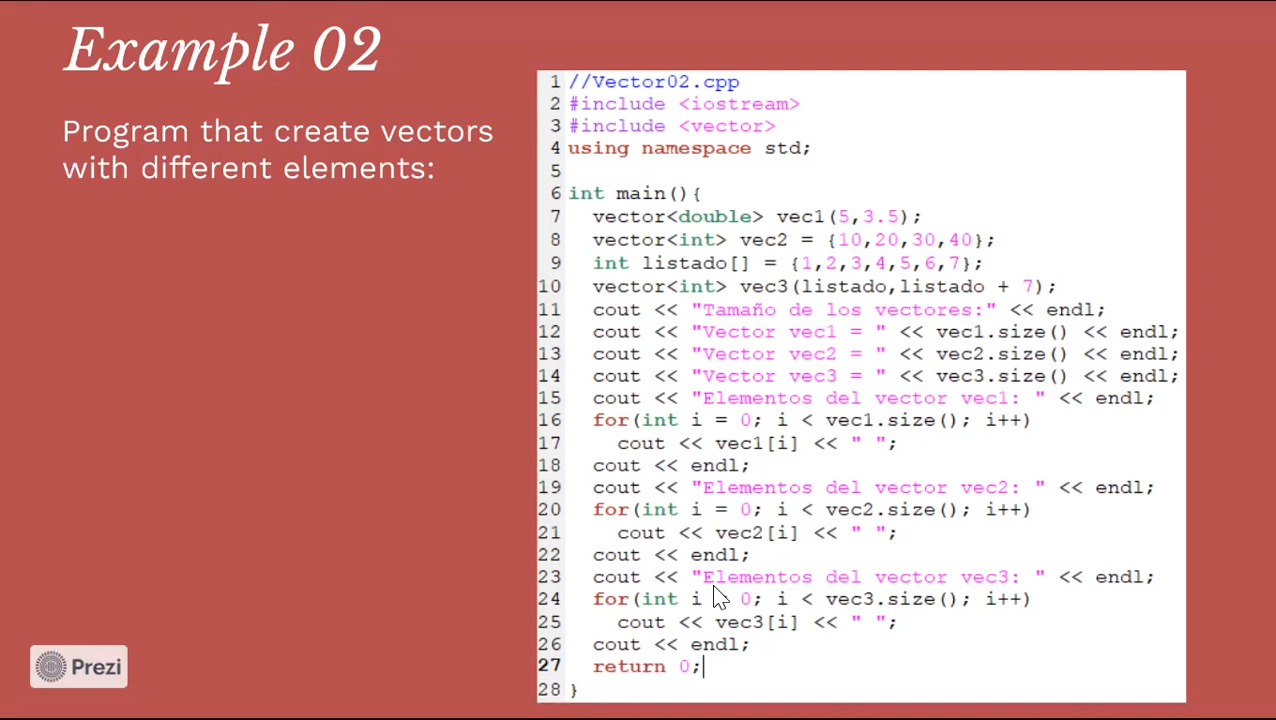 Example 02
Program that create vectors
with different elements:
1 //Vector02.cpp
2 #include <iostream>
3 #include <vector>
4 using namespace std;
5
6 int main(){
7   vector<double> vec1(5,3.5);
8   vector<int> vec2 = {10,20,30,40};
9   int listado[] = {1,2,3,4,5,6,7};
10   vector<int> vec3(listado,listado + 7);
11   cout << "Tamaño de los vectores:" << endl;
12   cout << "Vector vec1 = " << vec1.size() << endl;
13   cout << "Vector vec2 = " << vec2.size() << endl;
14   cout << "Vector vec3 = " << vec3.size() << endl;
15   cout << "Elementos del vector vec1: " << endl;
16   for(int i = 0; i < vec1.size(); i++)
17     cout << vec1[i] << " ";
18   cout << endl;
19   cout << "Elementos del vector vec2: " << endl;
20   for(int i = 0; i < vec2.size(); i++)
21     cout << vec2[i] << " ";
22   cout << endl;
23   cout << "Elementos del vector vec3: " << endl;
24   for(int i = 0; i < vec3.size(); i++)
25     cout << vec3[i] << " ";
26   cout << endl;
27   return 0;
28 }
Prezi